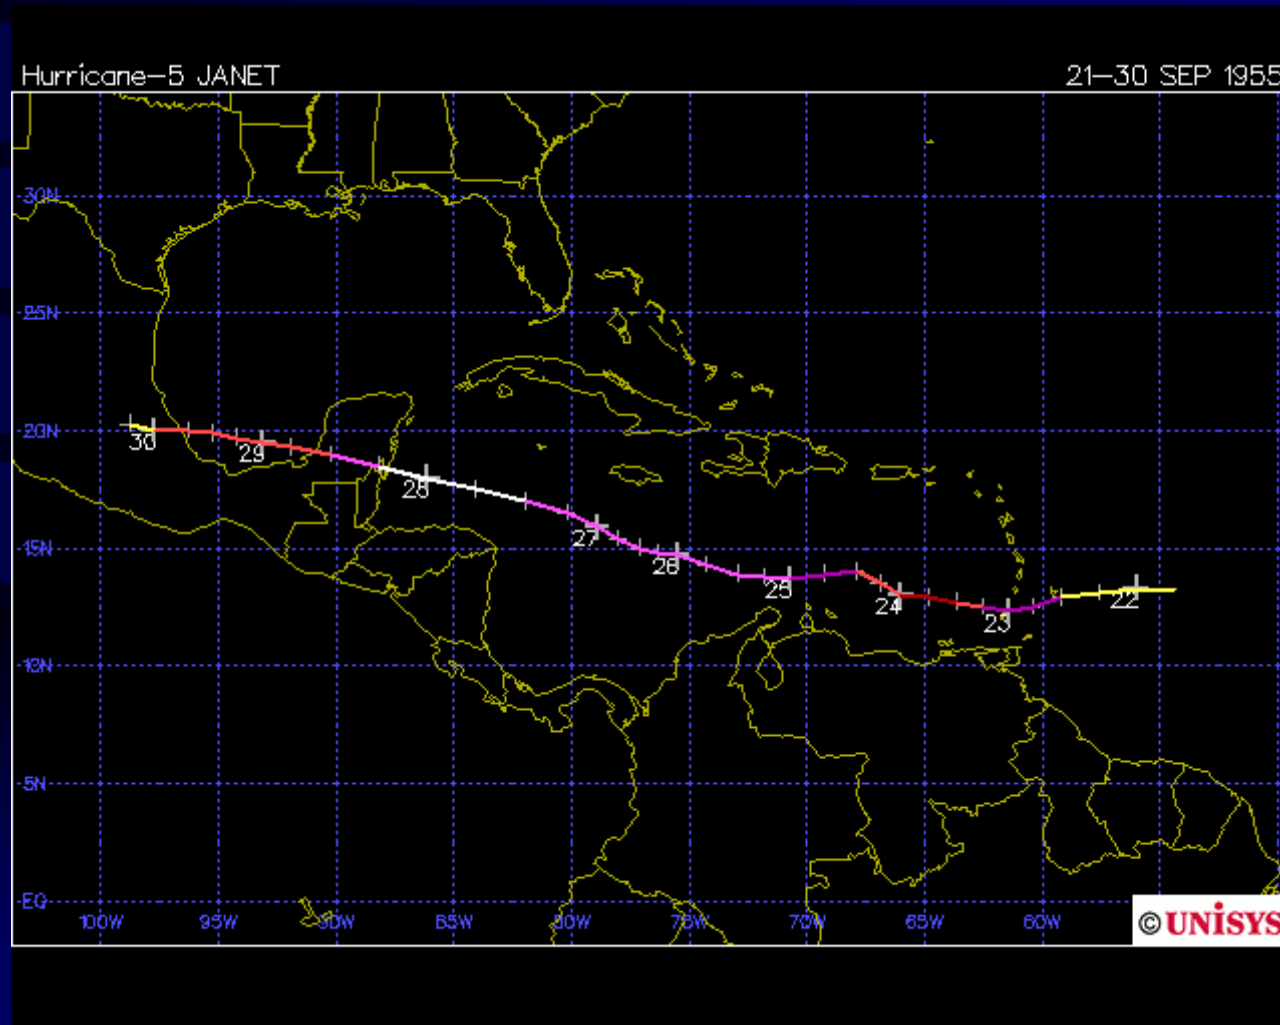 Hurricane-5 JANET
21-30 SEP 1955
30N
25N
20N
30
29
28
27
26
25
24
23
22
15N
10N
5N
EQ
100W
95W
90W
85W
80W
75W
70W
65W
60W
© UNiSYS